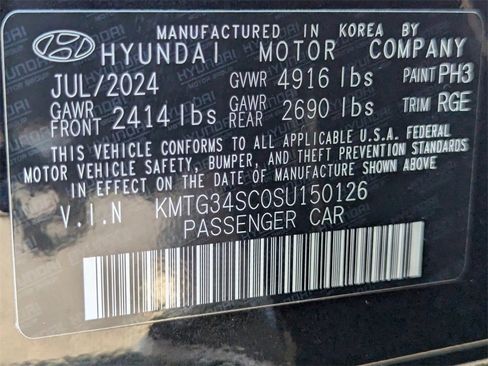 MANUFACTURED IN KOREA BY
HYUNDAI MOTOR COMPANY
JUL/2024 GVWR 4916 lbs PAINT PH3
GAWR FRONT 2414 lbs GAWR REAR 2690 lbs TRIM RGE
THIS VEHICLE CONFORMS TO ALL APPLICABLE U.S.A. FEDERAL
MOTOR VEHICLE SAFETY, BUMPER, AND THEFT PREVENTION STANDARDS
IN EFFECT ON THE DATE OF MANUFACTURE SHOWN ABOVE
V.I.N KMTG34SC0SU150126
PASSENGER CAR